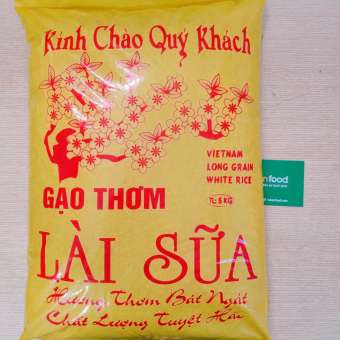 Kính Chào Quý Khách
VIETNAM
LONG GRAIN
WHITE RICE
TL: 5 KG
food
GẠO THƠM
LÀI SỮA
Hương Thơm Bát Ngát
Chất Lượng Tuyệt Hảo